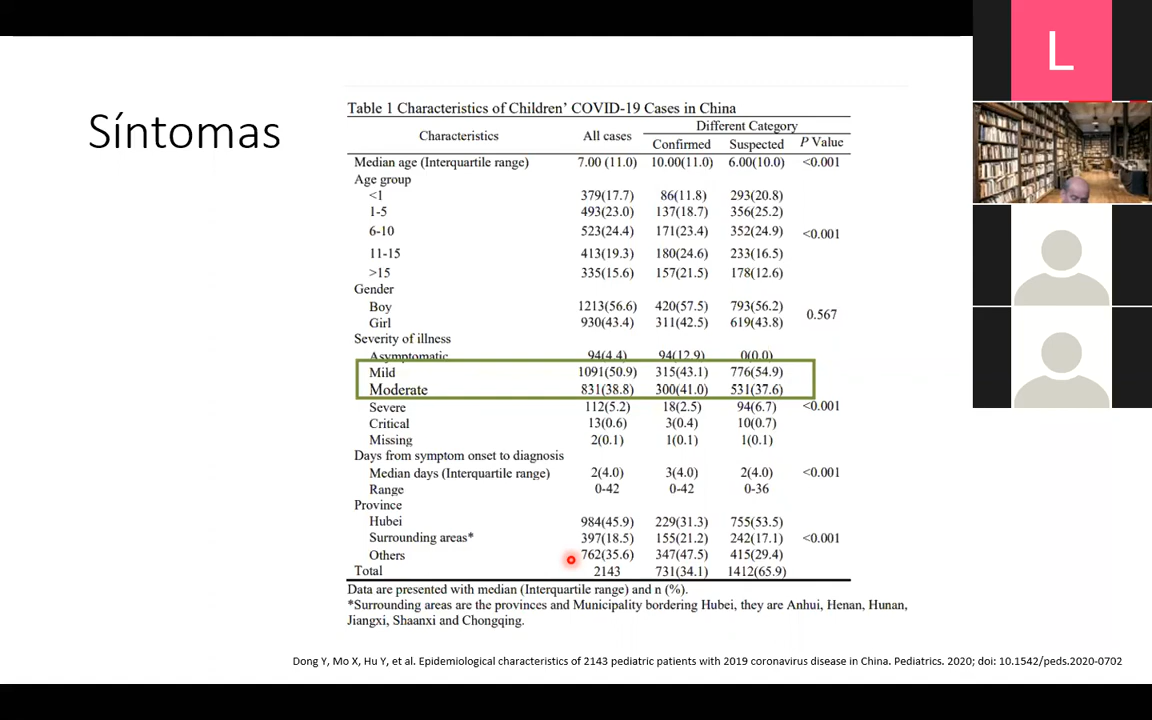 Síntomas
Table 1 Characteristics of Children’ COVID-19 Cases in China
Characteristics All cases Different Category P Value
Confirmed Suspected
Median age (Interquartile range) 7.00 (11.0) 10.00(11.0) 6.00(10.0) <0.001
Age group
<1 379(17.7) 86(11.8) 293(20.8)
1-5 493(23.0) 137(18.7) 356(25.2)
6-10 523(24.4) 171(23.4) 352(24.9) <0.001
11-15 413(19.3) 180(24.6) 233(16.5)
>15 335(15.6) 157(21.5) 178(12.6)
Gender
Boy 1213(56.6) 420(57.5) 793(56.2) 0.567
Girl 930(43.4) 311(42.5) 619(43.8)
Severity of illness
Asymptomatic 94(4.4) 94(12.9) 0(0.0)
Mild 1091(50.9) 315(43.1) 776(54.9)
Moderate 831(38.8) 300(41.0) 531(37.6)
Severe 112(5.2) 18(2.5) 94(6.7) <0.001
Critical 13(0.6) 3(0.4) 10(0.7)
Missing 2(0.1) 1(0.1) 1(0.1)
Days from symptom onset to diagnosis
Median days (Interquartile range) 2(4.0) 3(4.0) 2(4.0) <0.001
Range 0-42 0-42 0-36
Province
Hubei 984(45.9) 229(31.3) 755(53.5)
Surrounding areas* 397(18.5) 155(21.2) 242(17.1) <0.001
Others 762(35.6) 347(47.5) 415(29.4)
Total 2143 731(34.1) 1412(65.9)
Data are presented with median (Interquartile range) and n (%).
*Surrounding areas are the provinces and Municipality bordering Hubei, they are Anhui, Henan, Hunan,
Jiangxi, Shaanxi and Chongqing.
Dong Y, Mo X, Hu Y, et al. Epidemiological characteristics of 2143 pediatric patients with 2019 coronavirus disease in China. Pediatrics. 2020; doi: 10.1542/peds.2020-0702
L